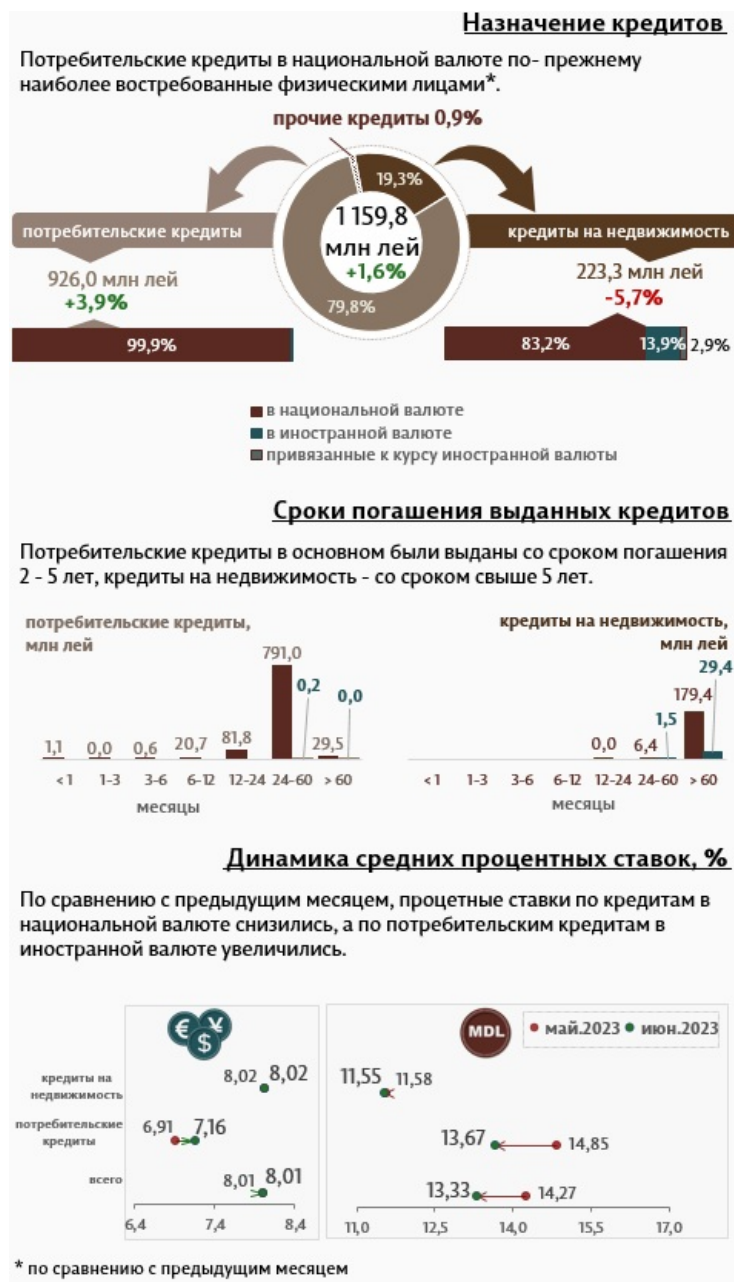 Назначение кредитов
Потребительские кредиты в национальной валюте по- прежнему
наиболее востребованные физическими лицами*.
прочие кредиты 0,9%
19,3%
1 159,8
млн лей
+1,6%
79,8%
потребительские кредиты
926,0 млн лей
+3,9%
99,9%
кредиты на недвижимость
223,3 млн лей
-5,7%
83,2% 13,9% 2,9%
в национальной валюте
в иностранной валюте
привязанные к курсу иностранной валюты
Сроки погашения выданных кредитов
Потребительские кредиты в основном были выданы со сроком погашения
2 - 5 лет, кредиты на недвижимость - со сроком свыше 5 лет.
потребительские кредиты,
млн лей
791,0
0,2
0,0
1,1 0,0 0,6 20,7 81,8 29,5
<1 1-3 3-6 6-12 12-24 24-60 >60
месяцы
кредиты на недвижимость,
млн лей
29,4
179,4
1,5
0,0 6,4
<1 1-3 3-6 6-12 12-24 24-60 >60
месяцы
Динамика средних процентных ставок, %
По сравнению с предыдущим месяцем, процетные ставки по кредитам в
национальной валюте снизились, а по потребительским кредитам в
иностранной валюте увеличились.
€ ¥ $
MDL
май.2023 июн.2023
кредиты на
недвижимость
8,02 8,02
11,55 11,58
потребительские
кредиты
6,91 7,16
13,67 14,85
всего
8,01 8,01
13,33 14,27
6,4 7,4 8,4
11,0 12,5 14,0 15,5 17,0
* по сравнению с предыдущим месяцем